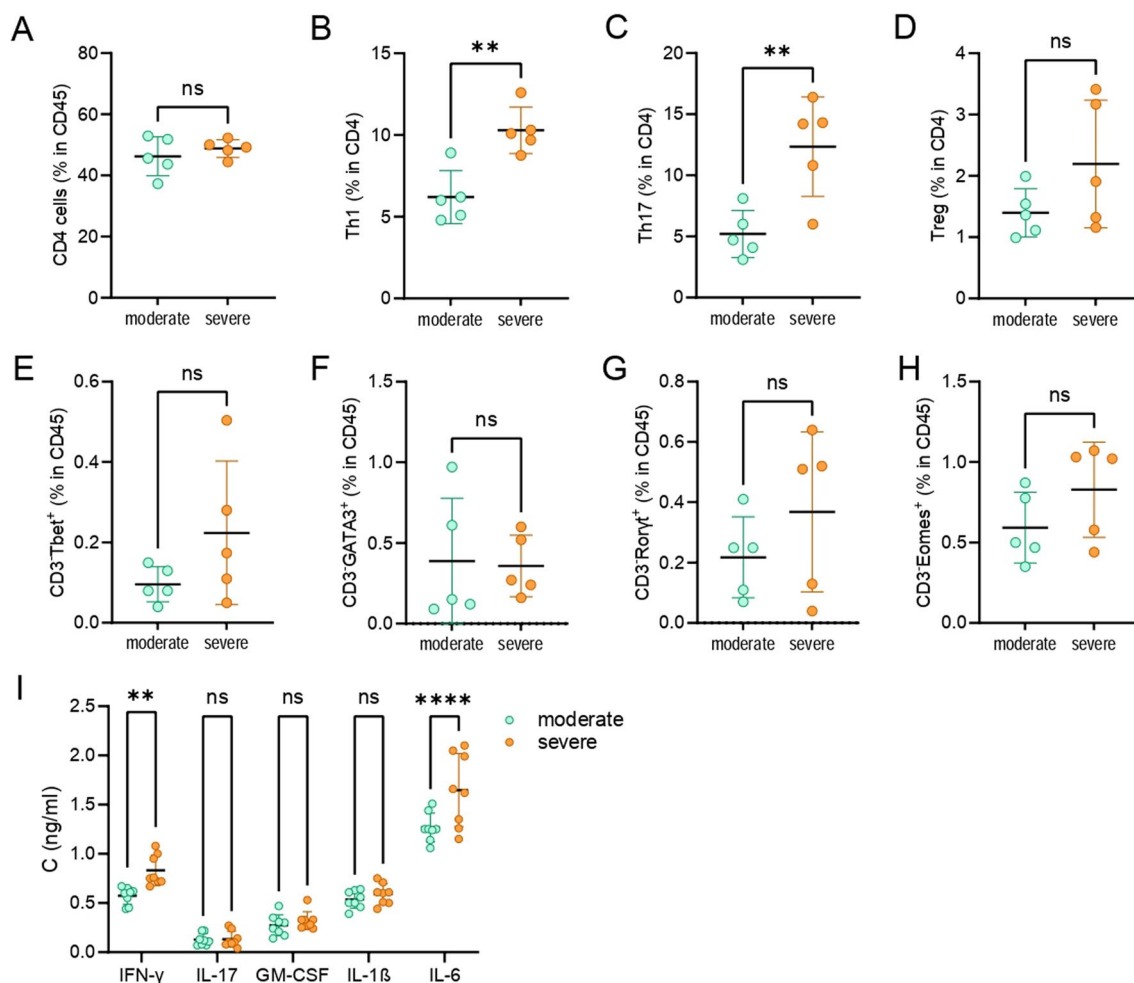 A
CD4 cells (% in CD45)
80
60
40
20
0
ns
moderate
severe
B
Th1 (% in CD4)
15
10
5
0
**
moderate
severe
C
Th17 (% in CD4)
20
15
10
5
0
**
moderate
severe
D
Treg (% in CD4)
4
3
2
1
0
ns
moderate
severe
E
CD3⁻Tbet⁺ (% in CD45)
0.6
0.4
0.2
0.0
ns
moderate
severe
F
CD3⁻GATA3⁺ (% in CD45)
1.5
1.0
0.5
0.0
ns
moderate
severe
G
CD3⁻Rorγt⁺ (% in CD45)
0.8
0.6
0.4
0.2
0.0
ns
moderate
severe
H
CD3⁻Eomes⁺ (% in CD45)
1.5
1.0
0.5
0.0
ns
moderate
severe
I
C (ng/ml)
2.5
2.0
1.5
1.0
0.5
0.0
**
ns
ns
ns
****
IFN-γ
IL-17
GM-CSF
IL-1ß
IL-6
moderate
severe